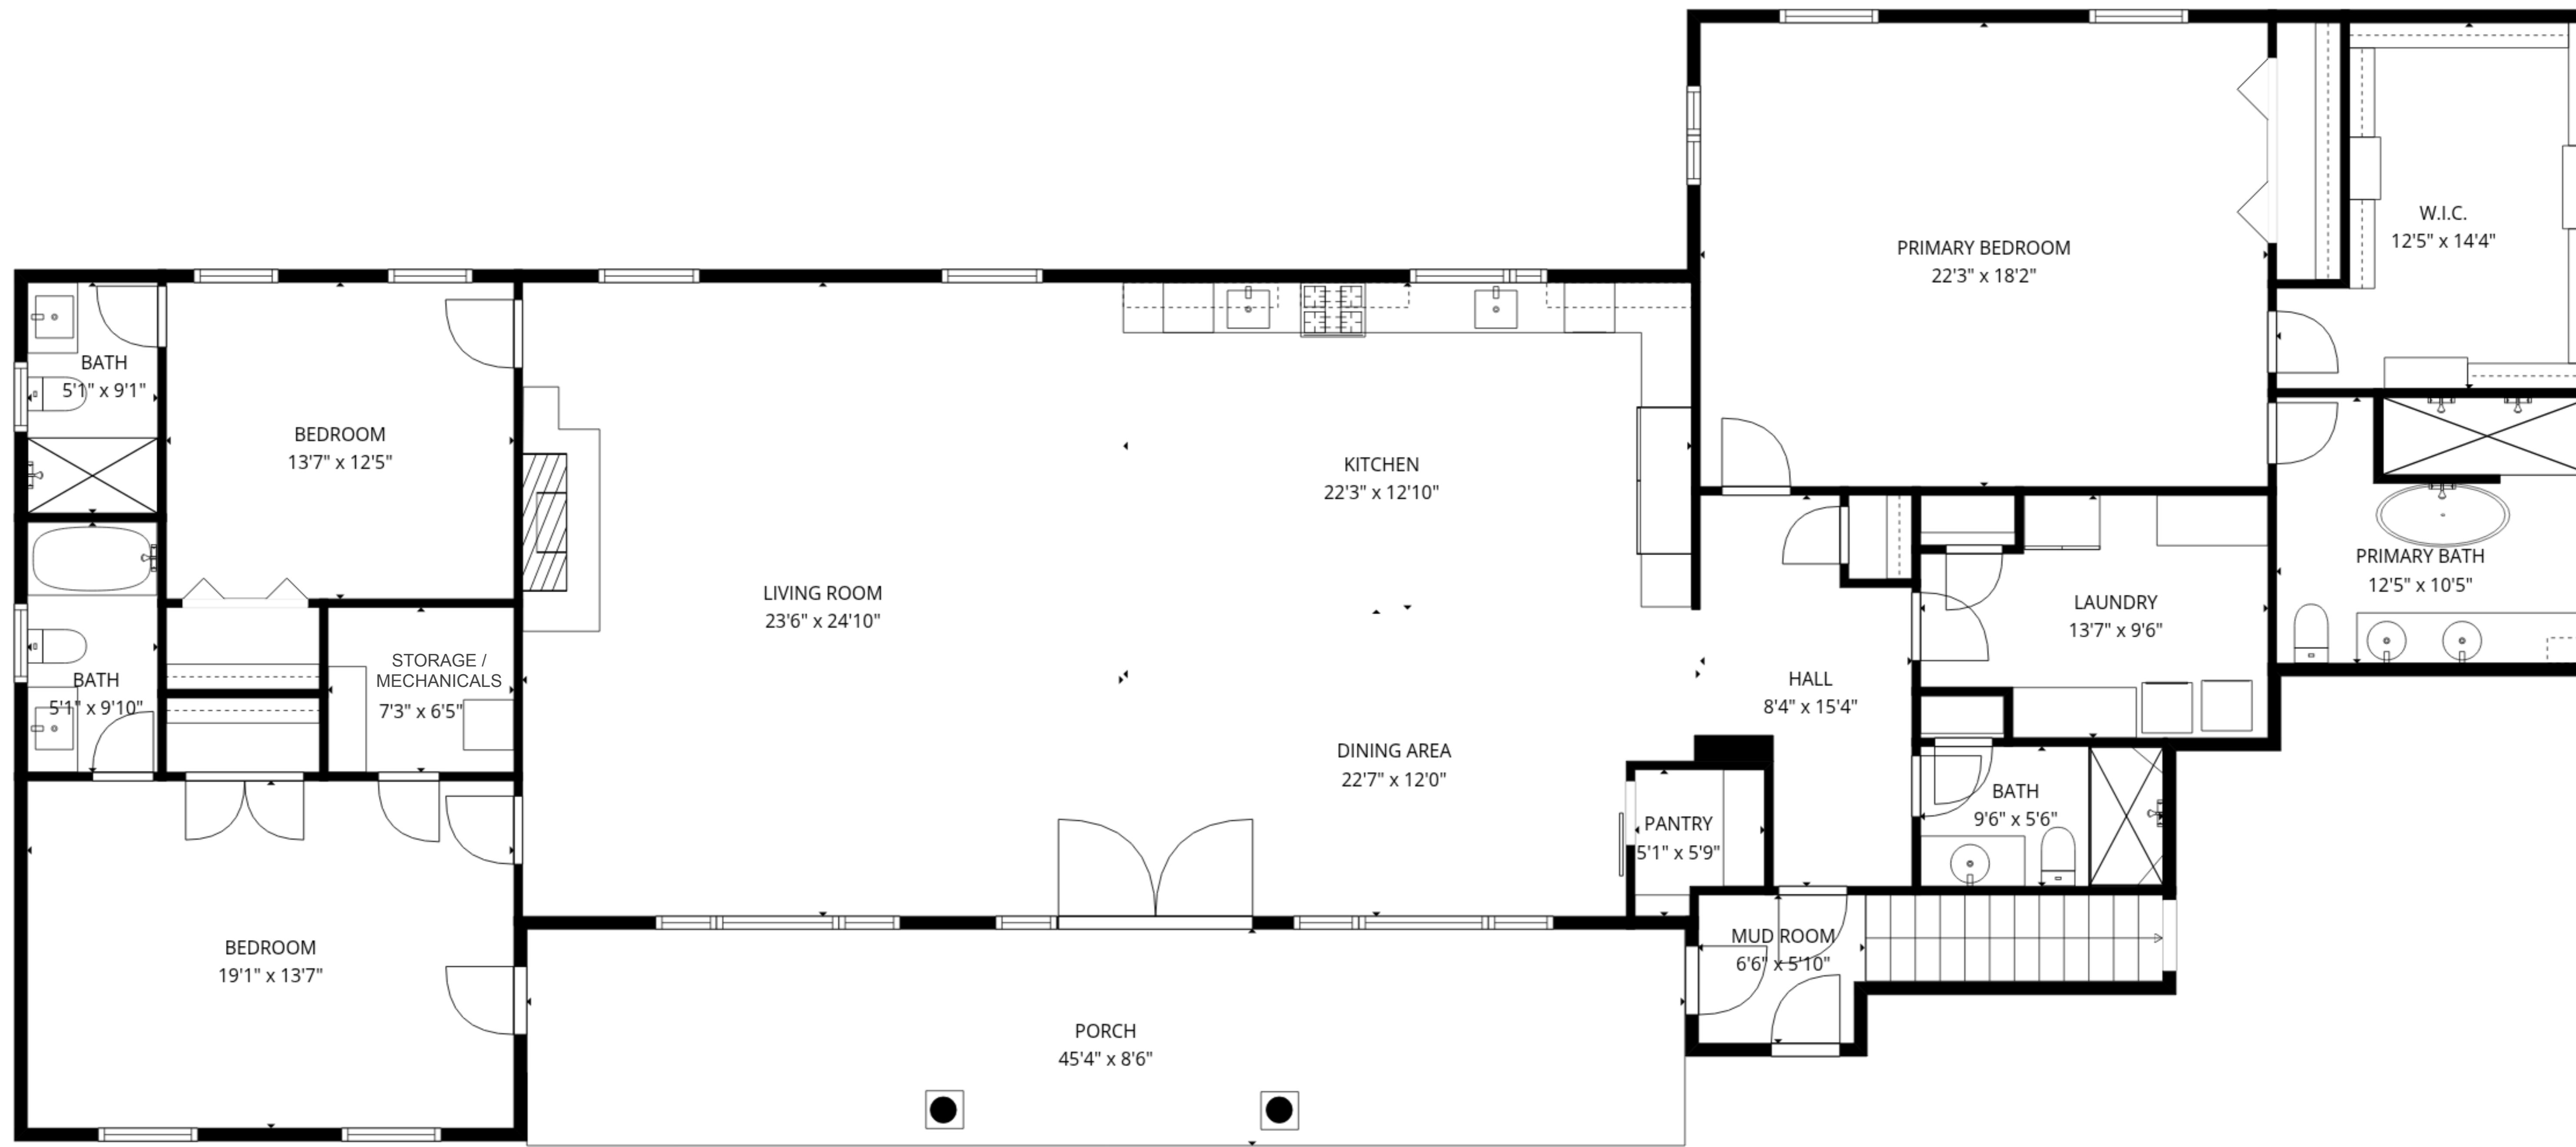 PRIMARY BEDROOM
22'3" x 18'2"
W.I.C.
12'5" x 14'4"
BATH
5'1" x 9'1"
BEDROOM
13'7" x 12'5"
KITCHEN
22'3" x 12'10"
LIVING ROOM
23'6" x 24'10"
PRIMARY BATH
12'5" x 10'5"
LAUNDRY
13'7" x 9'6"
STORAGE /
MECHANICALS
7'3" x 6'5"
BATH
5'1" x 9'10"
HALL
8'4" x 15'4"
DINING AREA
22'7" x 12'0"
BATH
9'6" x 5'6"
PANTRY
5'1" x 5'9"
BEDROOM
19'1" x 13'7"
MUD ROOM
6'6" x 5'10"
PORCH
45'4" x 8'6"